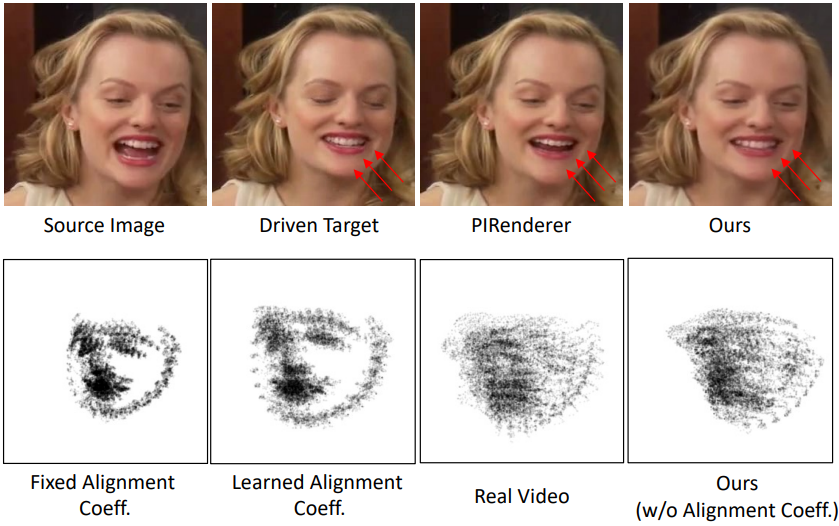 Source Image
Driven Target
PIRenderer
Ours
Fixed Alignment
Coeff.
Learned Alignment
Coeff.
Real Video
Ours
(w/o Alignment Coeff.)